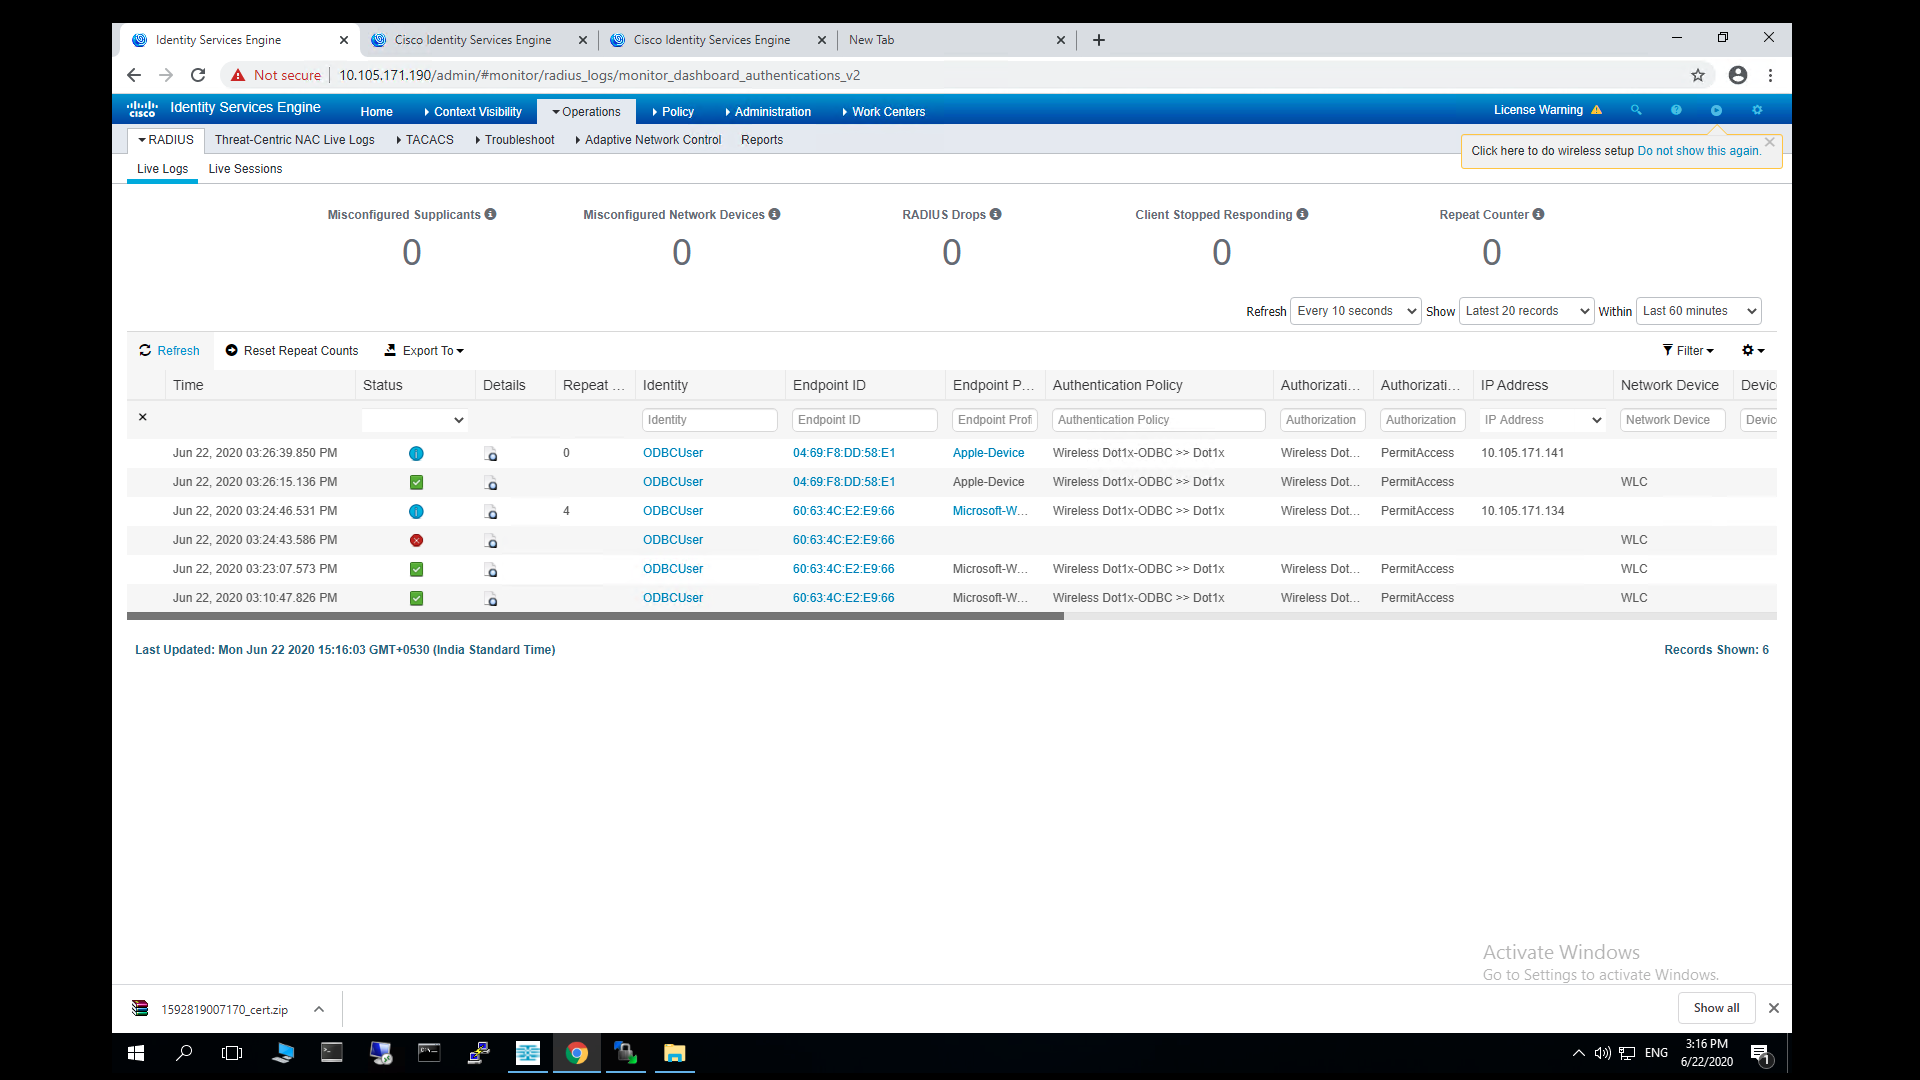 Identity Services Engine
Cisco Identity Services Engine
Cisco Identity Services Engine
New Tab
Not secure 10.105.171.190/admin/#monitor/radius_logs/monitor_dashboard_authentications_v2
cisco Identity Services Engine Home Context Visibility Operations Policy Administration Work Centers License Warning
RADIUS Threat-Centric NAC Live Logs TACACS Troubleshoot Adaptive Network Control Reports
Click here to do wireless setup Do not show this again.
Live Logs Live Sessions
Misconfigured Supplicants Misconfigured Network Devices RADIUS Drops Client Stopped Responding Repeat Counter
0 0 0 0 0
Refresh Every 10 seconds Show Latest 20 records Within Last 60 minutes
Refresh Reset Repeat Counts Export To Filter
Time Status Details Repeat ... Identity Endpoint ID Endpoint P... Authentication Policy Authorizati... Authorizati... IP Address Network Device Devic
Identity Endpoint ID Endpoint Profi Authentication Policy Authorization Authorization IP Address Network Device Devic
Jun 22, 2020 03:26:39.850 PM 0 ODBCUser 04:69:F8:DD:58:E1 Apple-Device Wireless Dot1x-ODBC >> Dot1x Wireless Dot... PermitAccess 10.105.171.141
Jun 22, 2020 03:26:15.136 PM ODBCUser 04:69:F8:DD:58:E1 Apple-Device Wireless Dot1x-ODBC >> Dot1x Wireless Dot... PermitAccess WLC
Jun 22, 2020 03:24:46.531 PM 4 ODBCUser 60:63:4C:E2:E9:66 Microsoft-W... Wireless Dot1x-ODBC >> Dot1x Wireless Dot... PermitAccess 10.105.171.134
Jun 22, 2020 03:24:43.586 PM ODBCUser 60:63:4C:E2:E9:66 WLC
Jun 22, 2020 03:23:07.573 PM ODBCUser 60:63:4C:E2:E9:66 Microsoft-W... Wireless Dot1x-ODBC >> Dot1x Wireless Dot... PermitAccess WLC
Jun 22, 2020 03:10:47.826 PM ODBCUser 60:63:4C:E2:E9:66 Microsoft-W... Wireless Dot1x-ODBC >> Dot1x Wireless Dot... PermitAccess WLC
Last Updated: Mon Jun 22 2020 15:16:03 GMT+0530 (India Standard Time) Records Shown: 6
Activate Windows
Go to Settings to activate Windows.
1592819007170_cert.zip Show all
ENG 3:16 PM
6/22/2020 1